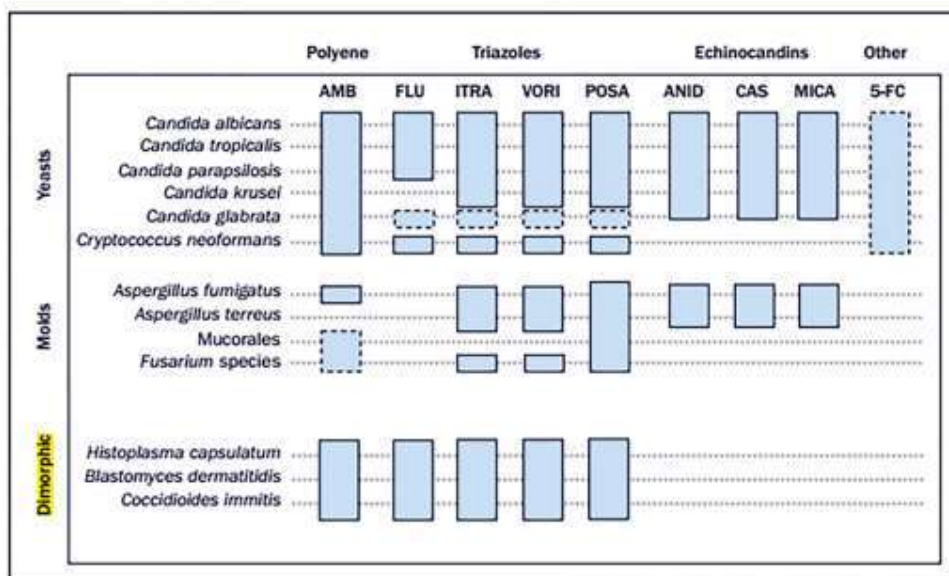 Polyene Triazoles Echinocandins Other
AMB FLU ITRA VORI POSA ANID CAS MICA 5-FC
Yeasts
Candida albicans
Candida tropicalis
Candida parapsilosis
Candida krusei
Candida glabrata
Cryptococcus neoformans
Molds
Aspergillus fumigatus
Aspergillus terreus
Mucorales
Fusarium species
Dimorphic
Histoplasma capsulatum
Blastomyces dermatitidis
Coccidioides immitis